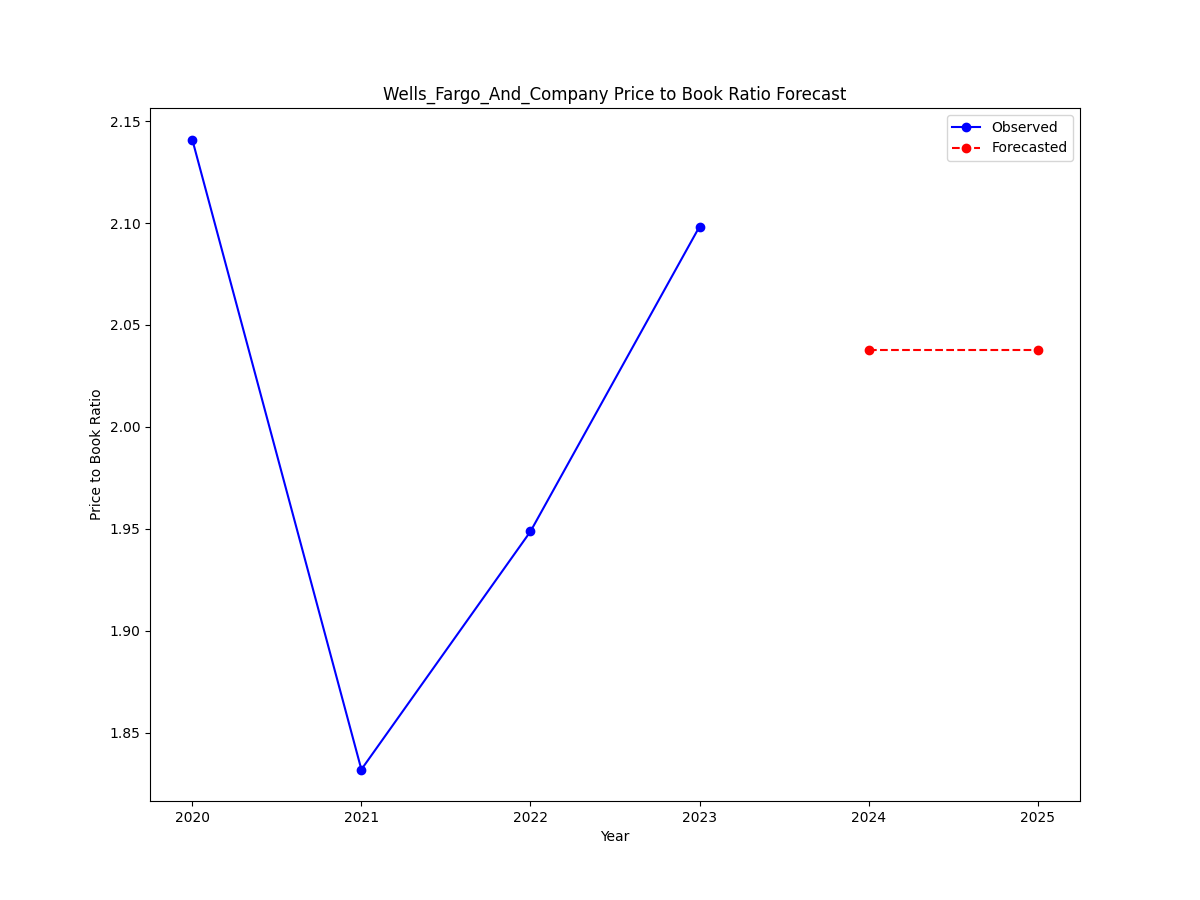 Wells_Fargo_And_Company Price to Book Ratio Forecast
Observed
Forecasted
Price to Book Ratio
2.15
2.10
2.05
2.00
1.95
1.90
1.85
2020 2021 2022 2023 2024 2025
Year